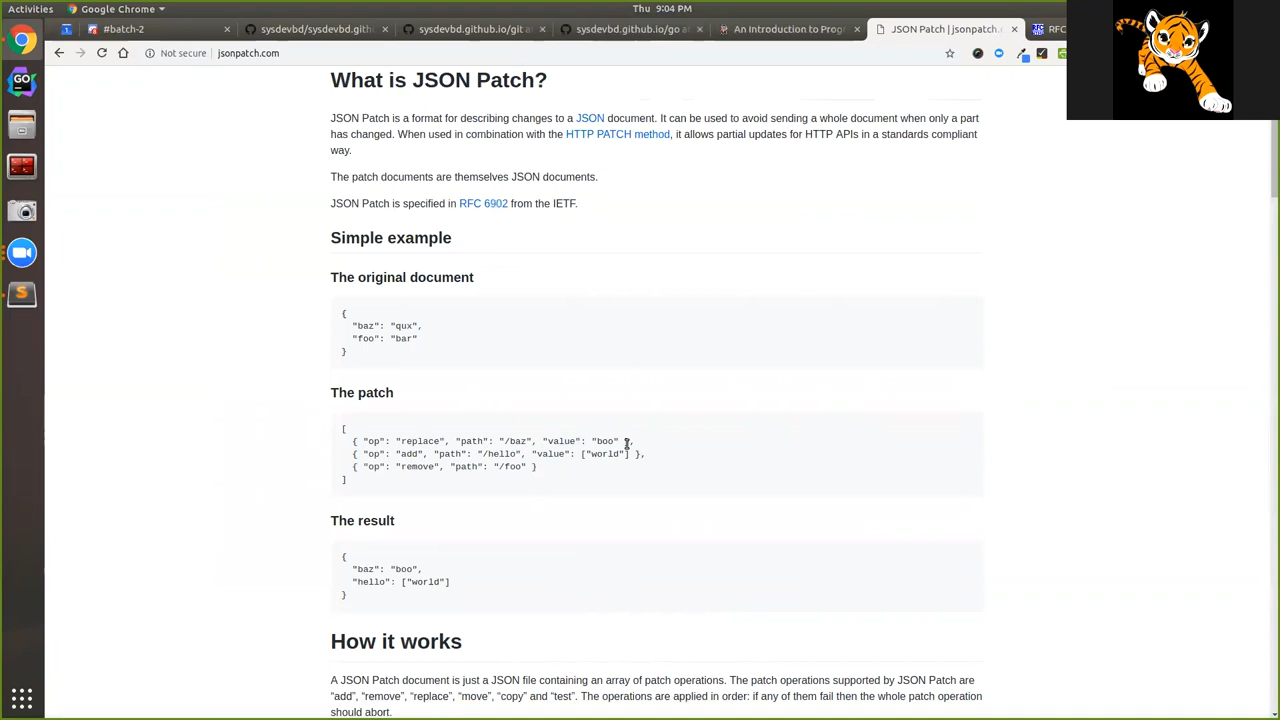 Activities
Google Chrome
Thu 9:04 PM
#batch-2
sysdevbd/sysdevbd.gith
sysdevbd.github.io/git a
sysdevbd.github.io/go a
An Introduction to Prog
JSON Patch | jsonpatch.c
RFC
Not secure
jsonpatch.com
What is JSON Patch?
JSON Patch is a format for describing changes to a JSON document. It can be used to avoid sending a whole document when only a part
has changed. When used in combination with the HTTP PATCH method, it allows partial updates for HTTP APIs in a standards compliant
way.
The patch documents are themselves JSON documents.
JSON Patch is specified in RFC 6902 from the IETF.
Simple example
The original document
{
"baz": "qux",
"foo": "bar"
}
The patch
[
{ "op": "replace", "path": "/baz", "value": "boo" },
{ "op": "add", "path": "/hello", "value": ["world"] },
{ "op": "remove", "path": "/foo" }
]
The result
{
"baz": "boo",
"hello": ["world"]
}
How it works
A JSON Patch document is just a JSON file containing an array of patch operations. The patch operations supported by JSON Patch are
“add”, “remove”, “replace”, “move”, “copy” and “test”. The operations are applied in order: if any of them fail then the whole patch operation
should abort.
GO
S